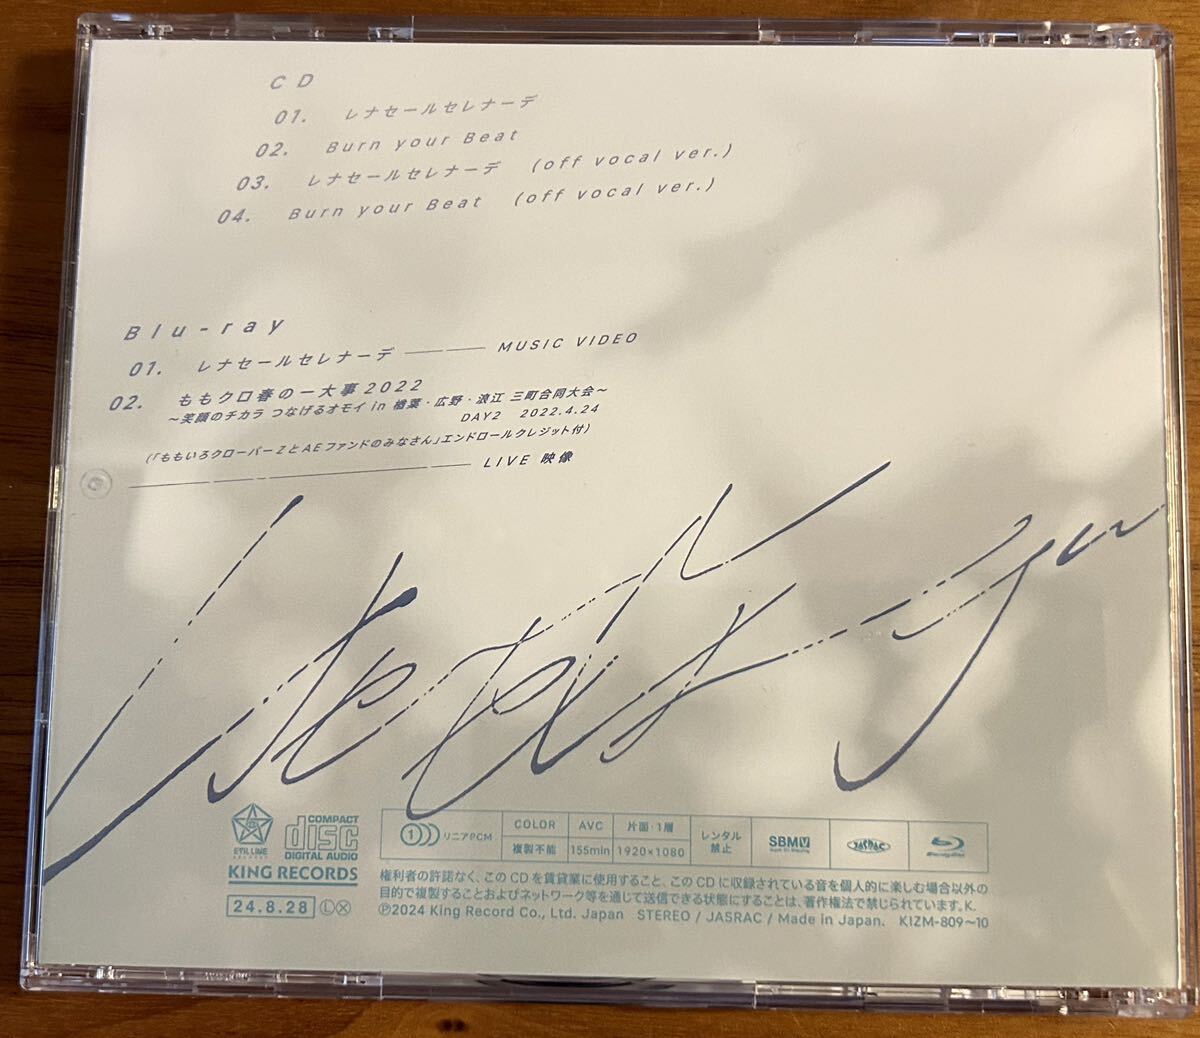 CD
01. レナセールセレナーデ
02. Burn your Beat
03. レナセールセレナーデ (off vocal ver.)
04. Burn your Beat (off vocal ver.)
Blu-ray
01. レナセールセレナーデ ── MUSIC VIDEO
02. ももクロ春の一大事2022
～笑顔のチカラ つなげるオモイ in 楢葉・広野・浪江 三町合同大会～
DAY2 2022.4.24
(「ももいろクローバーZとAEファンドのみなさん」エンドロールクレジット付)
LIVE 映像
EVIL LINE
RECORDS
COMPACT
disc
DIGITAL AUDIO
KING RECORDS
24.8.28 Ⓛ Ⓧ
1 リニアPCM
COLOR
複製不能
AVC
155min
片面・1層
1920×1080
レンタル
禁止
SBMV
JASRAC
権利者の許諾なく、このCDを賃貸業に使用すること、このCDに収録されている音を個人的に楽しむ場合以外の
目的で複製することおよびネットワーク等を通じて送信できる状態にすることは、著作権法で禁じられています。K.
Ⓟ2024 King Record Co., Ltd. Japan STEREO / JASRAC / Made in Japan. KIZM-809～10